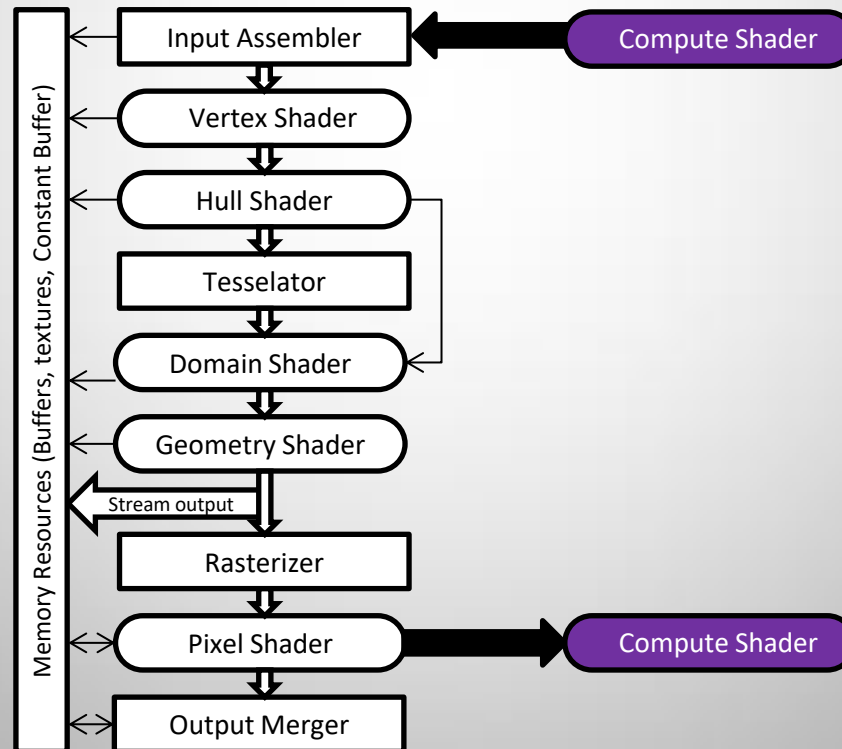 Input Assembler
Compute Shader
Vertex Shader
Hull Shader
Tesselator
Domain Shader
Geometry Shader
Stream output
Rasterizer
Pixel Shader
Compute Shader
Output Merger
Memory Resources (Buffers, textures, Constant Buffer)